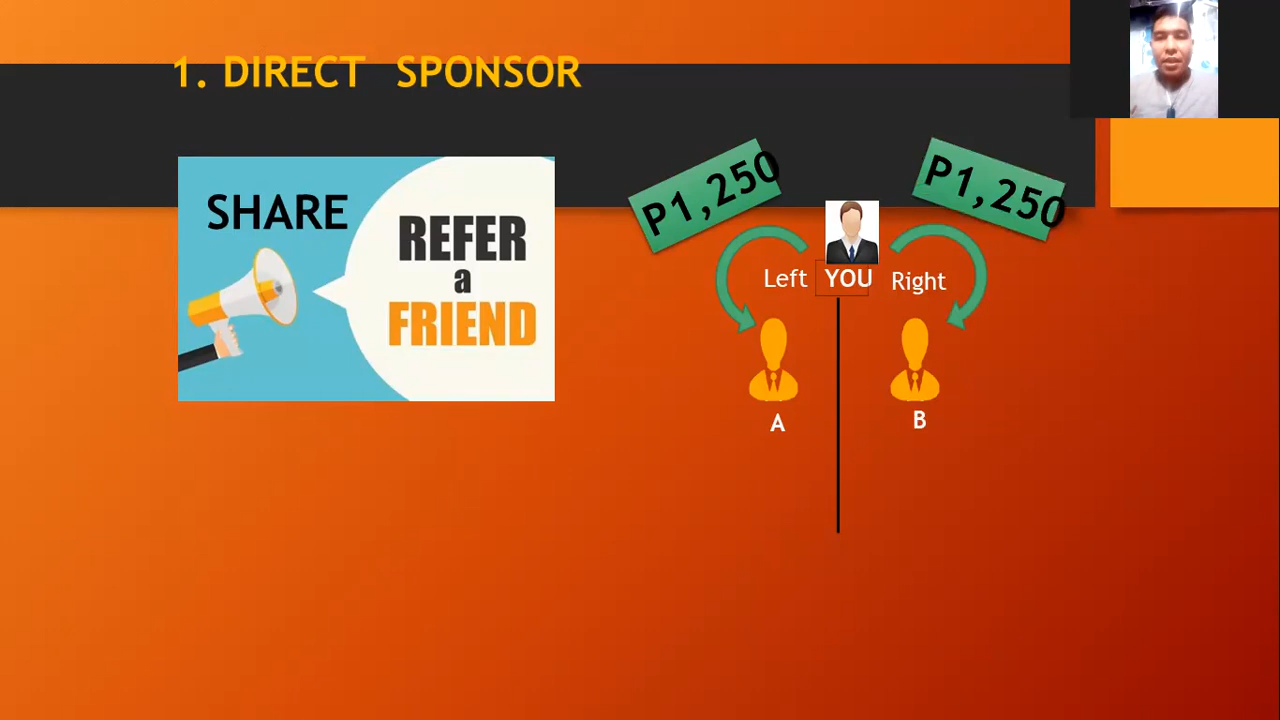 1. DIRECT SPONSOR
SHARE
REFER
a
FRIEND
P1,250
P1,250
Left YOU Right
A
B